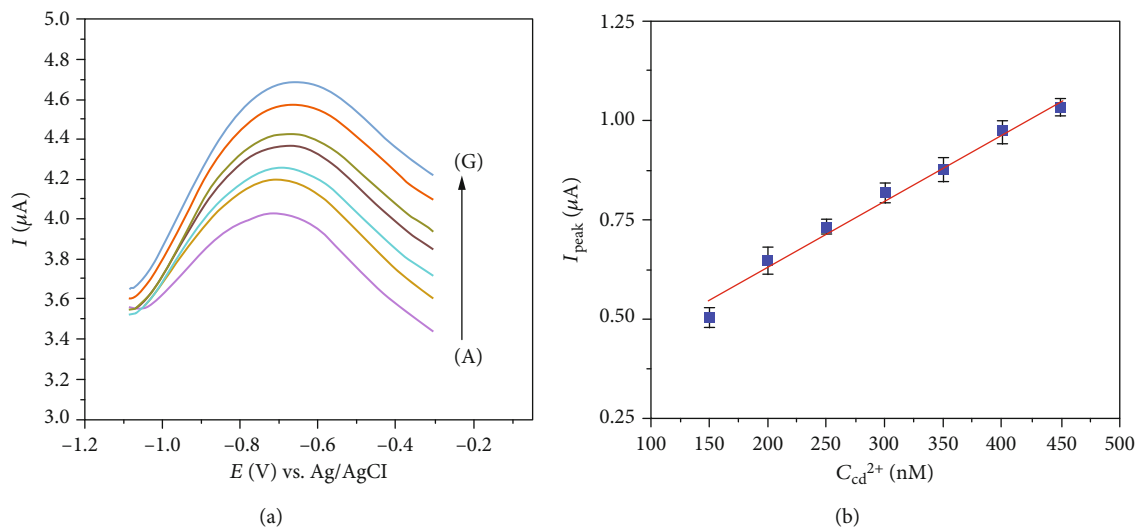 5.0
4.8
4.6
4.4
4.2
4.0
3.8
3.6
3.4
3.2
3.0
I (μA)
(G)
(A)
−1.2 −1.0 −0.8 −0.6 −0.4 −0.2
E (V) vs. Ag/AgCI
(a)
1.25
1.00
0.75
0.50
0.25
I_peak (μA)
100 150 200 250 300 350 400 450 500
C_cd²⁺ (nM)
(b)